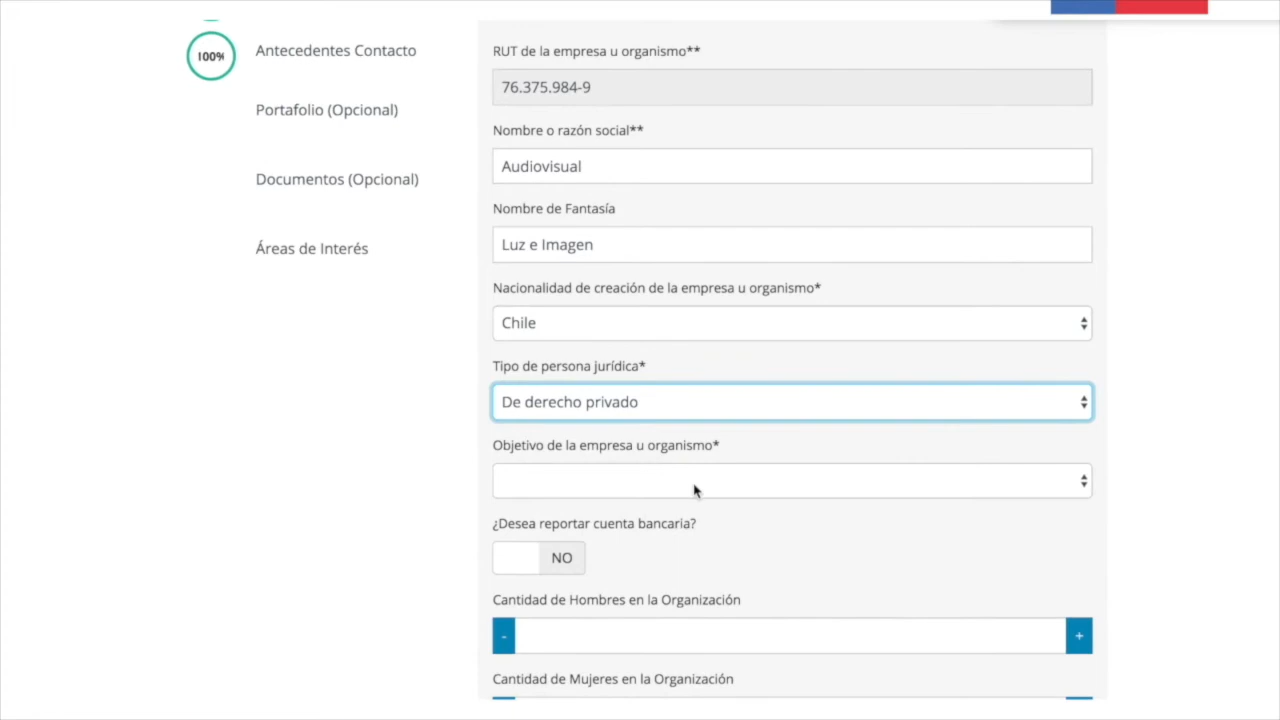 100%
Antecedentes Contacto
Portafolio (Opcional)
Documentos (Opcional)
Áreas de Interés
RUT de la empresa u organismo**
76.375.984-9
Nombre o razón social**
Audiovisual
Nombre de Fantasía
Luz e Imagen
Nacionalidad de creación de la empresa u organismo*
Chile
Tipo de persona jurídica*
De derecho privado
Objetivo de la empresa u organismo*
¿Desea reportar cuenta bancaria?
NO
Cantidad de Hombres en la Organización
- +
Cantidad de Mujeres en la Organización